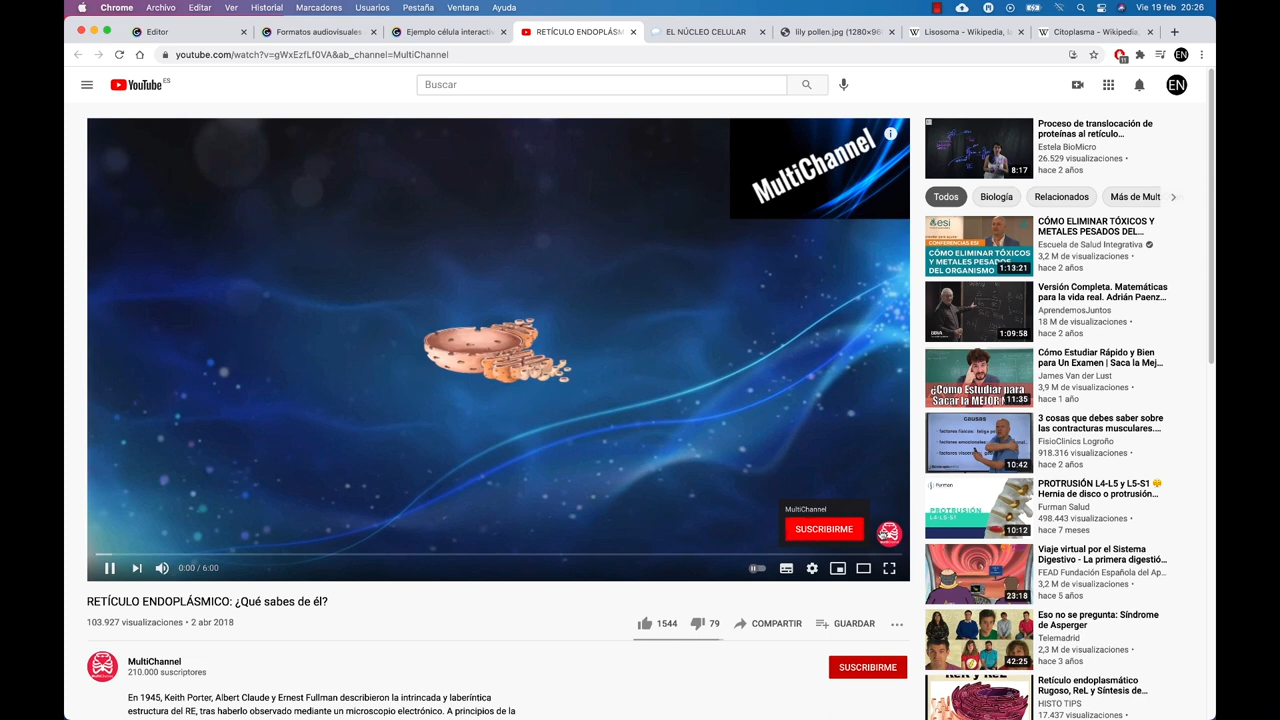 Chrome Archivo Editar Ver Historial Marcadores Usuarios Pestaña Ventana Ayuda Vie 19 feb 20:26
Editor Formatos audiovisuales Ejemplo célula interacti RETÍCULO ENDOPLÁSM EL NÚCLEO CELULAR lily pollen.jpg (1280×96 Lisosoma - Wikipedia, l Citoplasma - Wikipedia,
youtube.com/watch?v=gWxEzfLf0VA&ab_channel=MultiChannel
11
EN
YouTube ES
Buscar
EN
MultiChannel
MultiChannel
SUSCRIBIRME
0:00 / 6:00
RETÍCULO ENDOPLÁSMICO: ¿Qué sabes de él?
103.927 visualizaciones • 2 abr 2018
1544 79 COMPARTIR GUARDAR
MultiChannel
210.000 suscriptores
SUSCRIBIRME
En 1945, Keith Porter, Albert Claude y Ernest Fullman describieron la intrincada y laberíntica
estructura del RE, tras haberlo observado mediante un microscopio electrónico. A principios de la
8:17
Proceso de translocación de
proteínas al retículo...
Estela BioMicro
26.529 visualizaciones •
hace 2 años
Todos Biología Relacionados Más de Mult
esi
CONFERENCIAS ESI
CÓMO ELIMINAR TÓXICOS
Y METALES PESADOS
DEL ORGANISMO
1:13:21
CÓMO ELIMINAR TÓXICOS Y
METALES PESADOS DEL...
Escuela de Salud Integrativa
3,2 M de visualizaciones •
hace 2 años
BBVA
1:09:58
Versión Completa. Matemáticas
para la vida real. Adrián Paenz...
AprendemosJuntos
18 M de visualizaciones •
hace 2 años
¿Como Estudiar para
Sacar la MEJOR
11:35
Cómo Estudiar Rápido y Bien
para Un Examen | Saca la Mej...
James Van der Lust
3,9 M de visualizaciones •
hace 1 año
causas
10:42
3 cosas que debes saber sobre
las contracturas musculares....
FisioClinics Logroño
918.316 visualizaciones •
hace 2 años
Furman
PROTRUSIÓN
L4-L5-S1
10:12
PROTRUSIÓN L4-L5 y L5-S1 😤
Hernia de disco o protrusión...
Furman Salud
498.443 visualizaciones •
hace 7 meses
23:18
Viaje virtual por el Sistema
Digestivo - La primera digestió...
FEAD Fundación Española del Ap...
3,2 M de visualizaciones •
hace 5 años
42:25
Eso no se pregunta: Síndrome
de Asperger
Telemadrid
2,3 M de visualizaciones •
hace 3 años
RER y REL
Retículo endoplasmático
Rugoso, ReL y Síntesis de...
HISTO TIPS
17.437 visualizaciones •